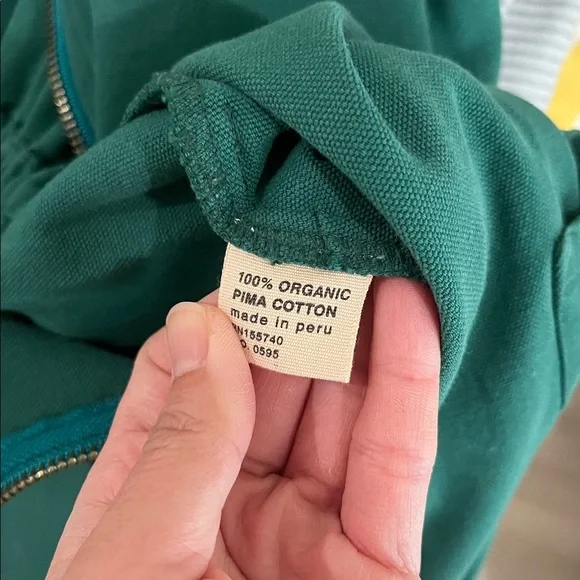 100% ORGANIC
PIMA COTTON
made in peru
N155740
O. 0595